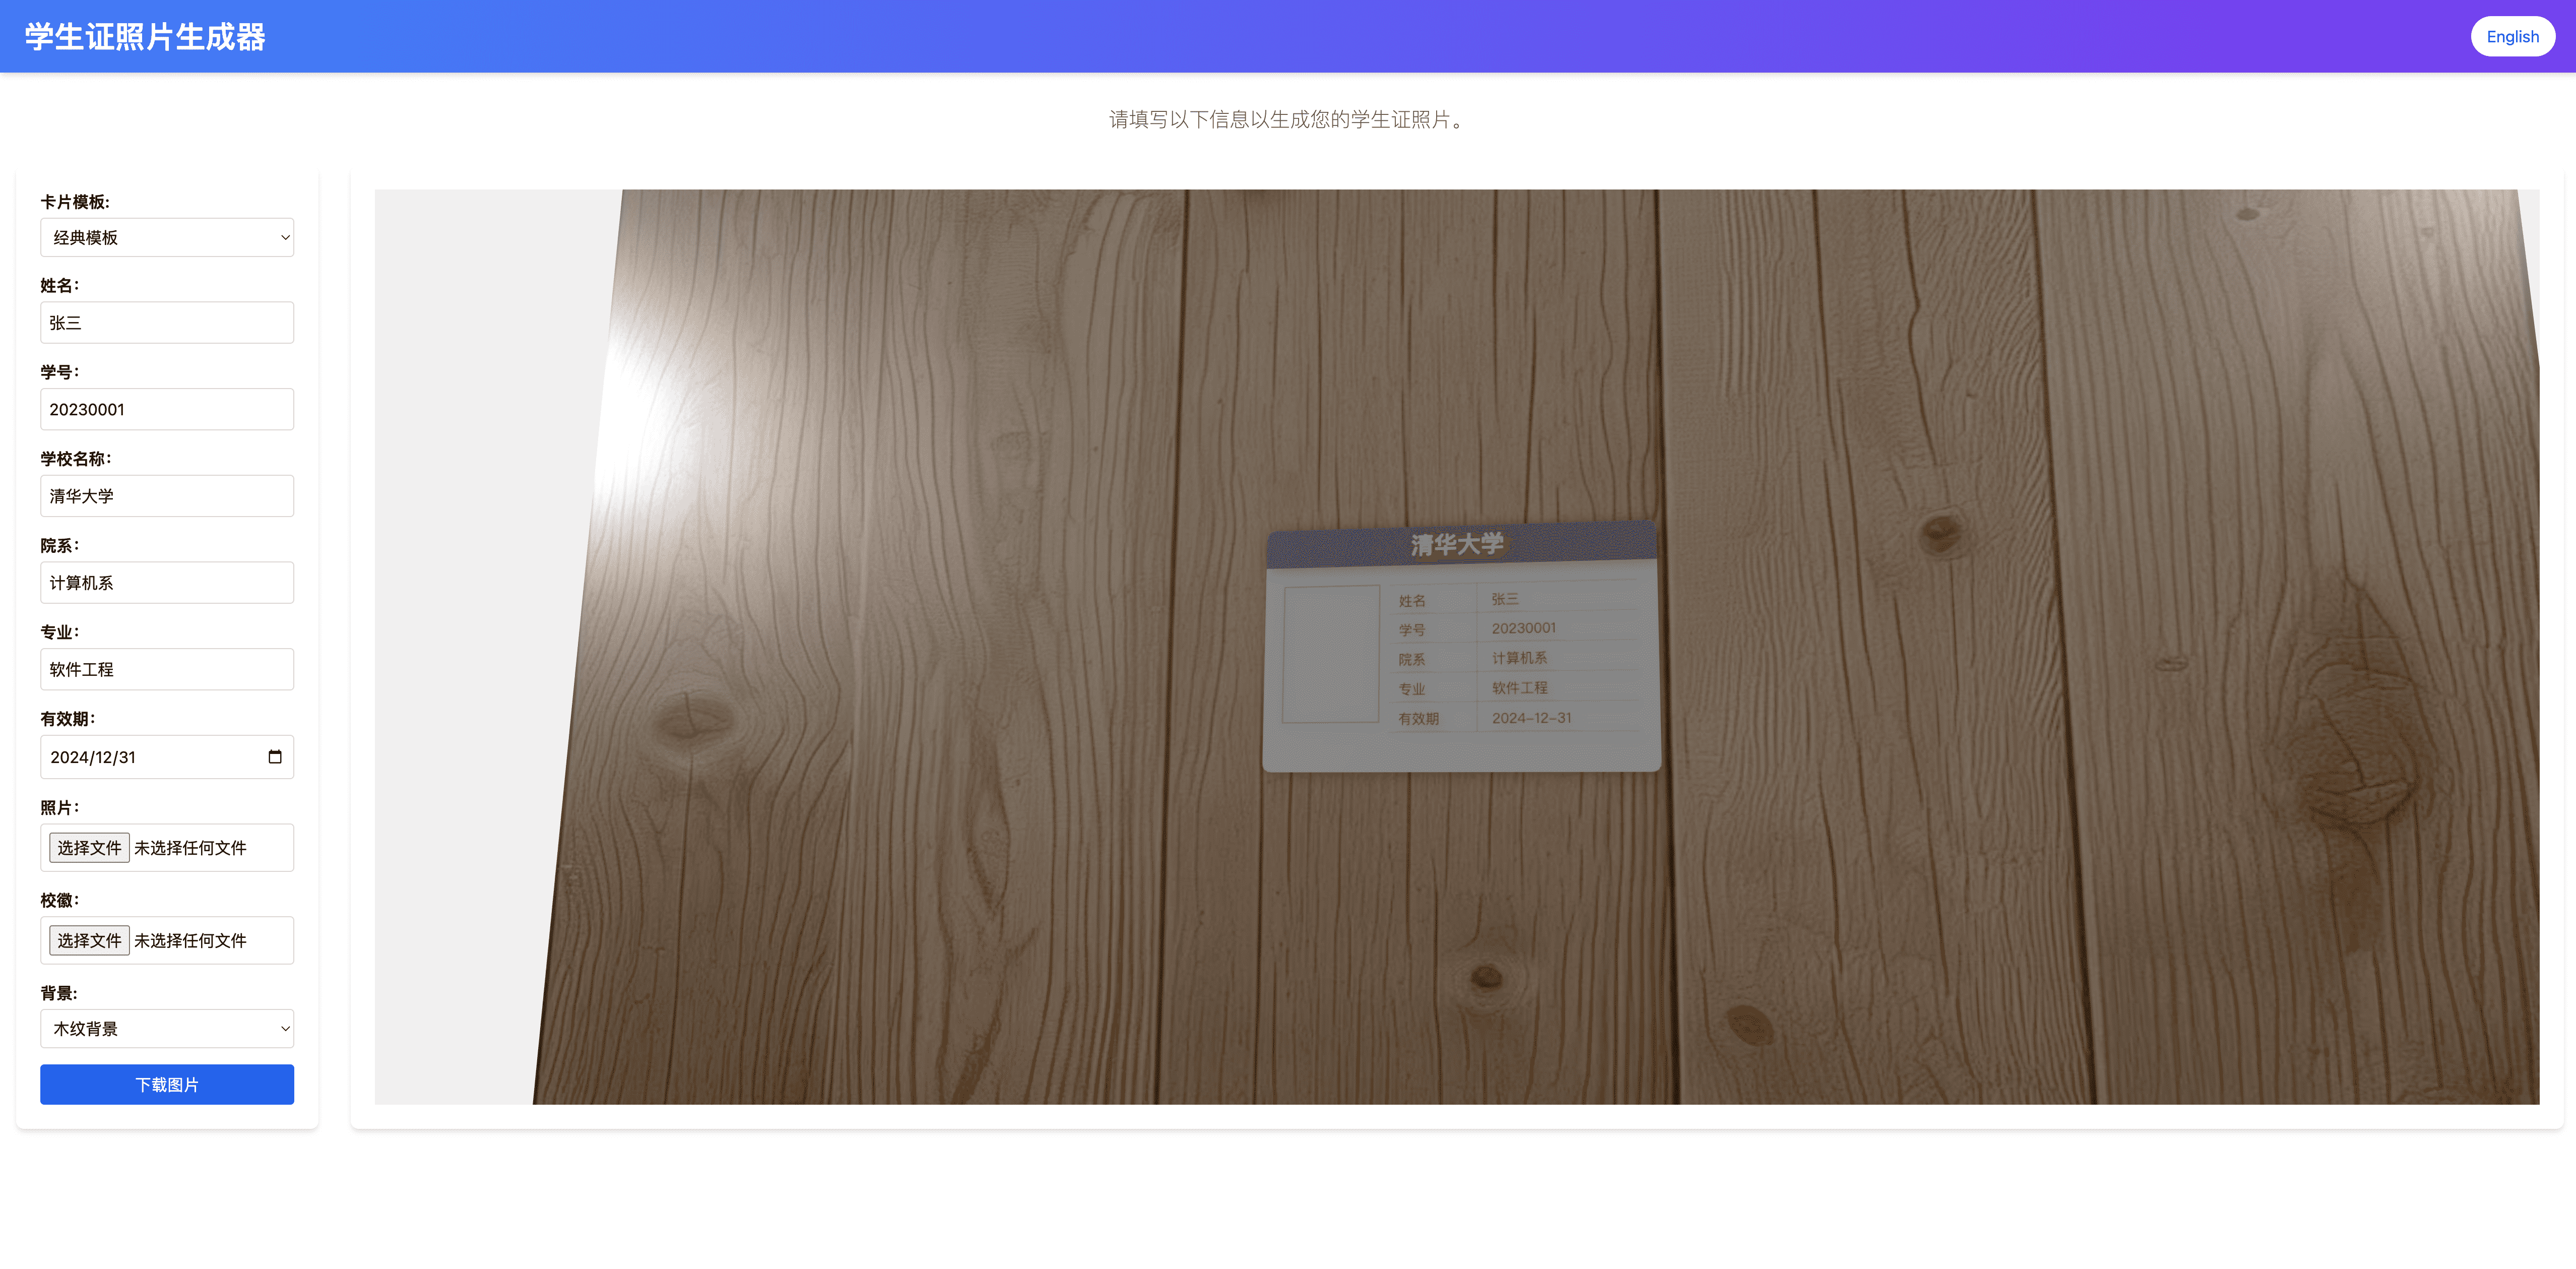 学生证照片生成器
English
请填写以下信息以生成您的学生证照片。
卡片模板:
经典模板
姓名：
张三
学号：
20230001
学校名称：
清华大学
院系：
计算机系
专业：
软件工程
有效期：
2024/12/31
照片：
选择文件 未选择任何文件
校徽：
选择文件 未选择任何文件
背景:
木纹背景
下载图片
清华大学
姓名 张三
学号 20230001
院系 计算机系
专业 软件工程
有效期 2024-12-31